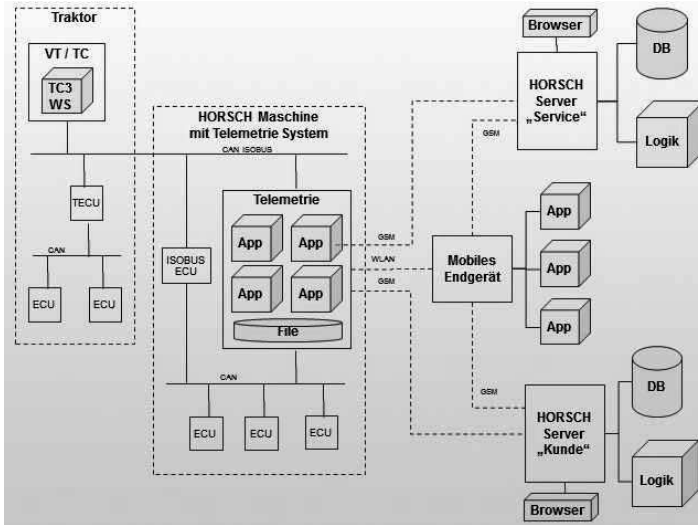 Traktor
VT / TC
TC3
WS
HORSCH Maschine
mit Telemetrie System
CAN ISOBUS
TECU
CAN
ECU
ECU
ISOBUS
ECU
Telemetrie
App
App
App
App
File
CAN
ECU
ECU
ECU
GSM
WLAN
GSM
Browser
HORSCH
Server
„Service“
DB
Logik
GSM
Mobiles
Endgerät
App
App
App
GSM
HORSCH
Server
„Kunde“
DB
Logik
Browser